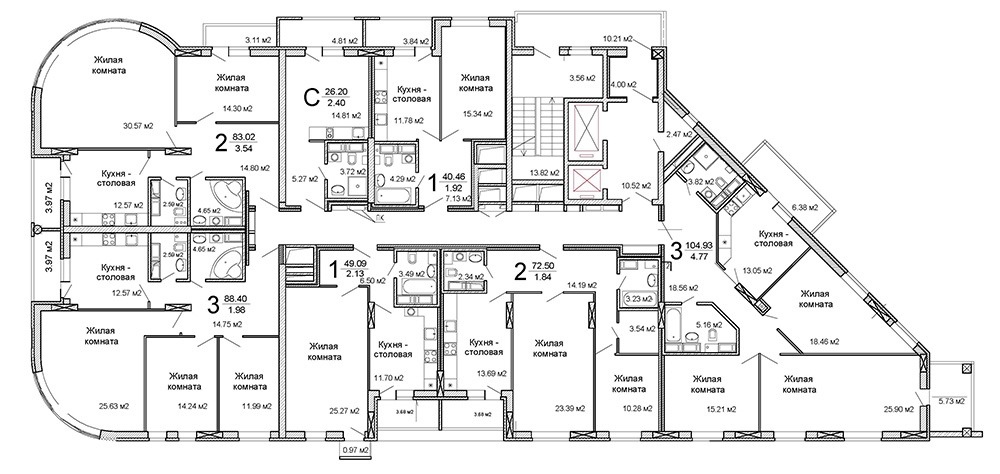 3.11 м2
4.81 м2
3.84 м2
10.21 м2
Жилая
комната
30.57 м2
Жилая
комната
14.30 м2
2 83.02
3.54
14.80 м2
С 26.20
2.40
14.81 м2
5.27 м2
3.72 м2
Кухня -
столовая
11.78 м2
4.29 м2
Жилая
комната
15.34 м2
1 40.46
1.92
7.13 м2
3.56 м2
4.00 м2
2.47 м2
13.82 м2
10.52 м2
3.97 м2
Кухня -
столовая
12.57 м2
2.59 м2
4.65 м2
ПК
3.82 м2
6.38 м2
3 104.93
4.77
Кухня -
столовая
13.05 м2
18.56 м2
3.97 м2
Кухня -
столовая
12.57 м2
2.59 м2
4.65 м2
3 88.40
1.98
14.75 м2
1 49.09
2.13
6.50 м2
3.49 м2
2.34 м2
2 72.50
1.84
14.19 м2
3.23 м2
3.54 м2
5.16 м2
Жилая
комната
18.46 м2
Жилая
комната
25.63 м2
Жилая
комната
14.24 м2
Жилая
комната
11.99 м2
Жилая
комната
25.27 м2
Кухня -
столовая
11.70 м2
Кухня -
столовая
13.69 м2
Жилая
комната
23.39 м2
Жилая
комната
10.28 м2
Жилая
комната
15.21 м2
Жилая
комната
25.90 м2
5.73 м2
3.68 м2
3.68 м2
0.97 м2